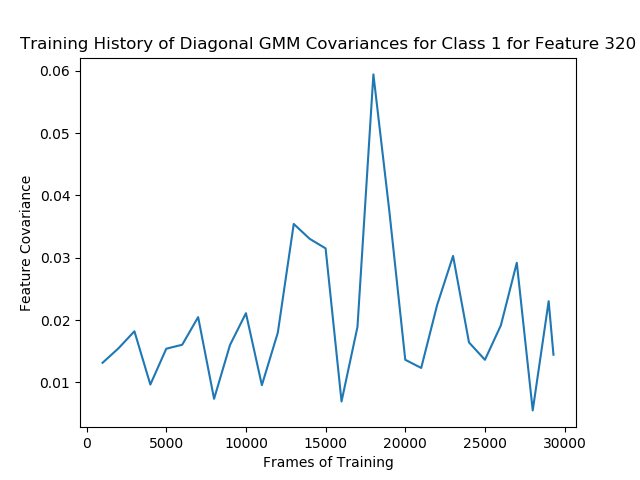 Training History of Diagonal GMM Covariances for Class 1 for Feature 320
0.06
0.05
0.04
0.03
0.02
0.01
Feature Covariance
0 5000 10000 15000 20000 25000 30000
Frames of Training